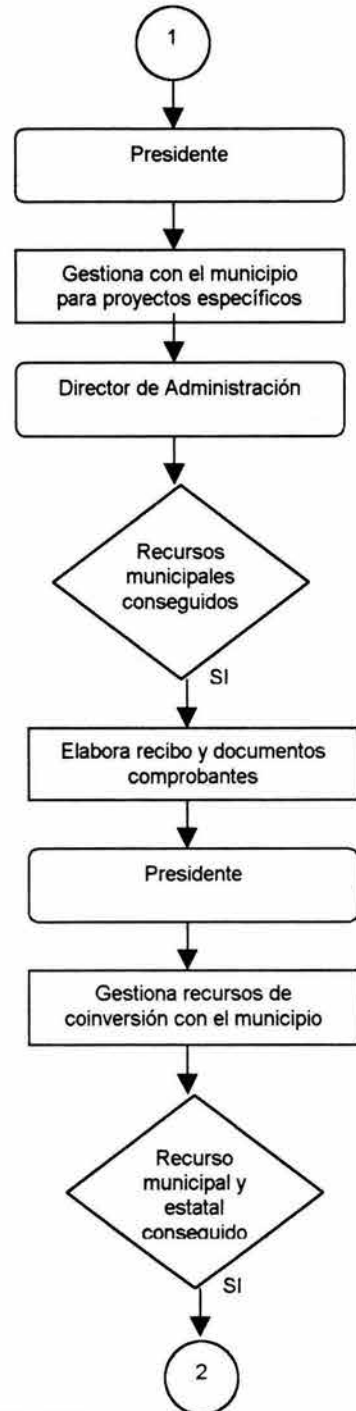 1
Presidente
Gestiona con el municipio
para proyectos específicos
Director de Administración
Recursos
municipales
conseguidos
SI
Elabora recibo y documentos
comprobantes
Presidente
Gestiona recursos de
coinversión con el municipio
Recurso
municipal y
estatal
conseguido
SI
2